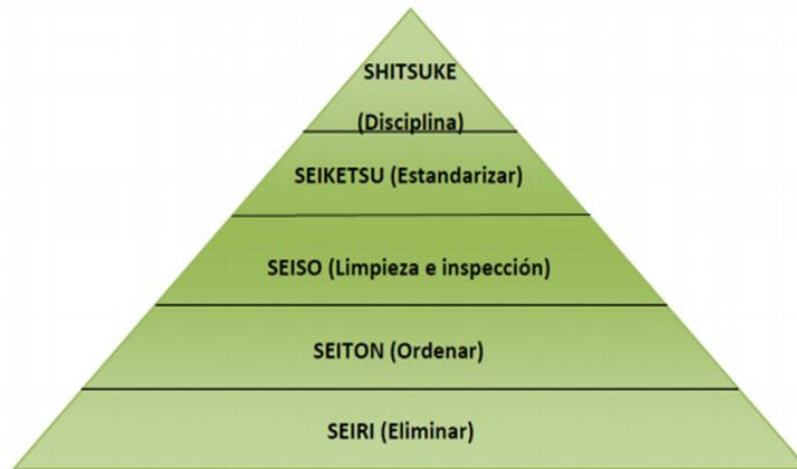 SHITSUKE
(Disciplina)
SEIKETSU (Estandarizar)
SEISO (Limpieza e inspección)
SEITON (Ordenar)
SEIRI (Eliminar)